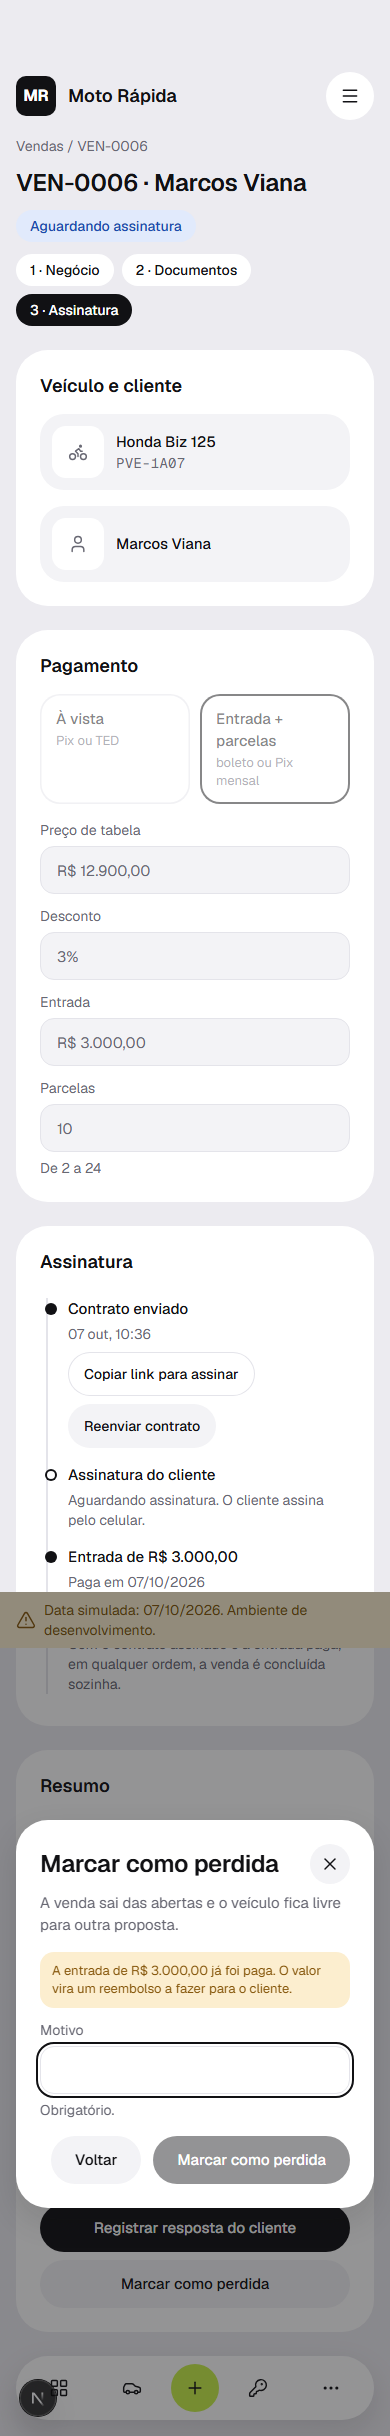 MR Moto Rápida
Vendas / VEN-0006
VEN-0006 · Marcos Viana
Aguardando assinatura
1 · Negócio 2 · Documentos
3 · Assinatura
Veículo e cliente
Honda Biz 125
PVE-1A07
Marcos Viana
Pagamento
À vista
Pix ou TED
Entrada +
parcelas
boleto ou Pix
mensal
Preço de tabela
R$ 12.900,00
Desconto
3%
Entrada
R$ 3.000,00
Parcelas
10
De 2 a 24
Assinatura
Contrato enviado
07 out, 10:36
Copiar link para assinar
Reenviar contrato
Assinatura do cliente
Aguardando assinatura. O cliente assina
pelo celular.
Entrada de R$ 3.000,00
Paga em 07/10/2026
Data simulada: 07/10/2026. Ambiente de
desenvolvimento.
em qualquer ordem, a venda é concluída
sozinha.
Resumo
Marcar como perdida
A venda sai das abertas e o veículo fica livre
para outra proposta.
A entrada de R$ 3.000,00 já foi paga. O valor
vira um reembolso a fazer para o cliente.
Motivo
Obrigatório.
Voltar Marcar como perdida
Registrar resposta do cliente
Marcar como perdida
N